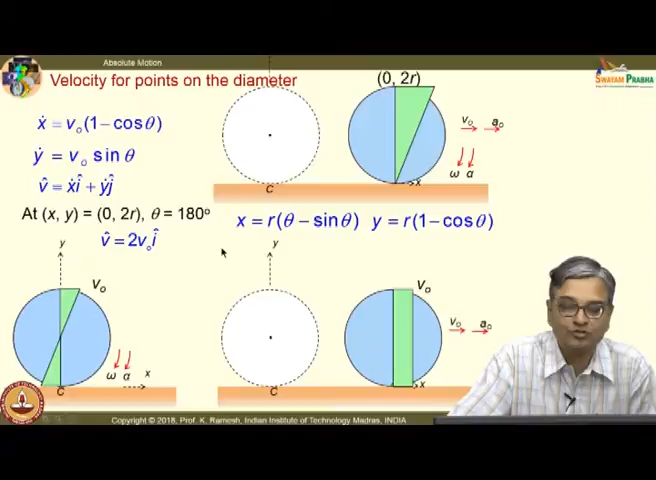 Absolute Motion
SWAYAM PRABHA
Velocity for points on the diameter
(0, 2r)
ẋ = v₀(1 − cosθ)
ẏ = v₀ sinθ
v̂ = ẋî + ẏĵ
v₀ a₀
ω α
C x
At (x, y) = (0, 2r), θ = 180°
x = r(θ − sinθ) y = r(1 − cosθ)
v̂ = 2v₀î
y y
v₀ v₀
v₀ a₀
ω α x
C C x
Copyright © 2018, Prof. K. Ramesh, Indian Institute of Technology Madras, INDIA